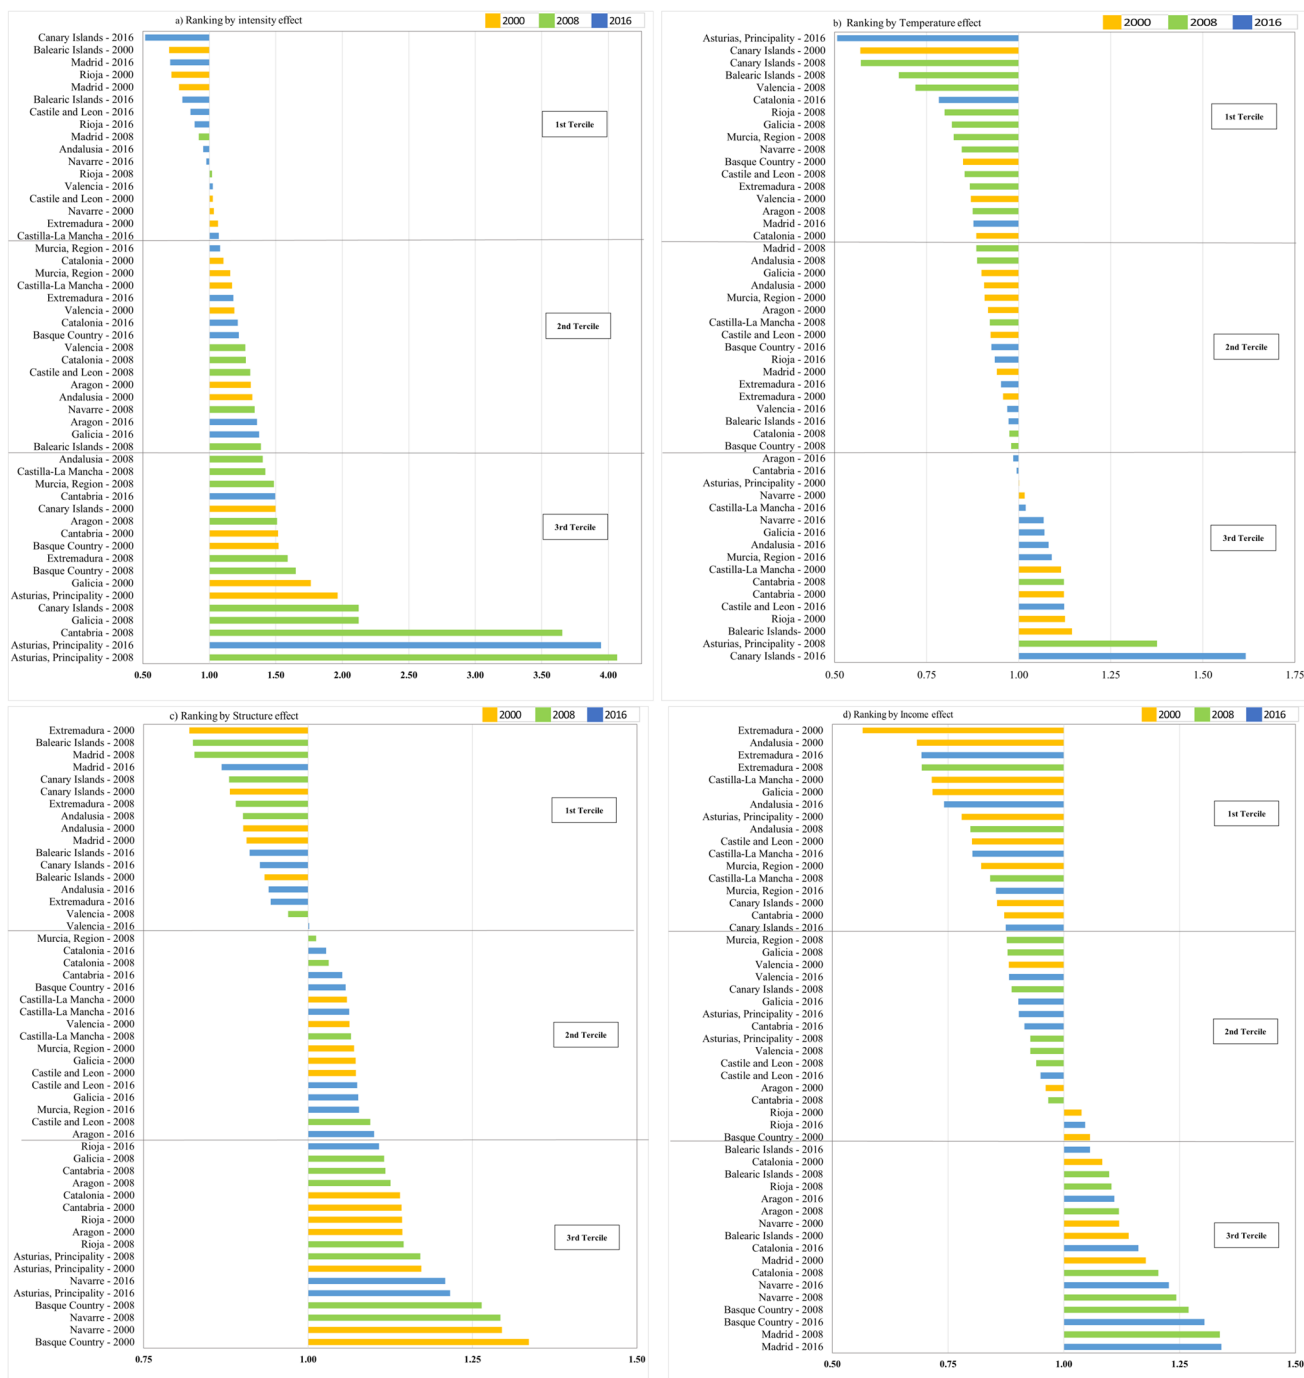 a) Ranking by intensity effect
2000
2008
2016
Canary Islands - 2016
Balearic Islands - 2000
Madrid - 2016
Rioja - 2000
Madrid - 2000
Balearic Islands - 2016
Castile and Leon - 2016
Rioja - 2016
Madrid - 2008
Andalusia - 2016
Navarre - 2016
Rioja - 2008
Valencia - 2016
Castile and Leon - 2000
Navarre - 2000
Extremadura - 2000
Castilla-La Mancha - 2016
Murcia, Region - 2016
Catalonia - 2000
Murcia, Region - 2000
Castilla-La Mancha - 2000
Extremadura - 2016
Valencia - 2000
Catalonia - 2016
Basque Country - 2016
Valencia - 2008
Catalonia - 2008
Castile and Leon - 2008
Aragon - 2000
Andalusia - 2000
Navarre - 2008
Aragon - 2016
Galicia - 2016
Balearic Islands - 2008
Andalusia - 2008
Castilla-La Mancha - 2008
Murcia, Region - 2008
Cantabria - 2016
Canary Islands - 2000
Aragon - 2008
Cantabria - 2000
Basque Country - 2000
Extremadura - 2008
Basque Country - 2008
Galicia - 2000
Asturias, Principality - 2000
Canary Islands - 2008
Galicia - 2008
Cantabria - 2008
Asturias, Principality - 2016
Asturias, Principality - 2008
1st Tercile
2nd Tercile
3rd Tercile
0.50 1.00 1.50 2.00 2.50 3.00 3.50 4.00
b) Ranking by Temperature effect
2000
2008
2016
Asturias, Principality - 2016
Canary Islands - 2000
Canary Islands - 2008
Balearic Islands - 2008
Valencia - 2008
Catalonia - 2016
Rioja - 2008
Galicia - 2008
Murcia, Region - 2008
Navarre - 2008
Basque Country - 2000
Castile and Leon - 2008
Extremadura - 2008
Valencia - 2000
Aragon - 2008
Madrid - 2016
Catalonia - 2000
Madrid - 2008
Andalusia - 2008
Galicia - 2000
Andalusia - 2000
Murcia, Region - 2000
Aragon - 2000
Castilla-La Mancha - 2008
Castile and Leon - 2000
Basque Country - 2016
Rioja - 2016
Madrid - 2000
Extremadura - 2016
Extremadura - 2000
Valencia - 2016
Balearic Islands - 2016
Catalonia - 2008
Basque Country - 2008
Aragon - 2016
Cantabria - 2016
Asturias, Principality - 2000
Navarre - 2000
Castilla-La Mancha - 2016
Navarre - 2016
Galicia - 2016
Andalusia - 2016
Murcia, Region - 2016
Castilla-La Mancha - 2000
Cantabria - 2008
Cantabria - 2000
Castile and Leon - 2016
Rioja - 2000
Balearic Islands- 2000
Asturias, Principality - 2008
Canary Islands - 2016
1st Tercile
2nd Tercile
3rd Tercile
0.50 0.75 1.00 1.25 1.50 1.75
c) Ranking by Structure effect
2000
2008
2016
Extremadura - 2000
Balearic Islands - 2008
Madrid - 2008
Madrid - 2016
Canary Islands - 2008
Canary Islands - 2000
Extremadura - 2008
Andalusia - 2008
Andalusia - 2000
Madrid - 2000
Balearic Islands - 2016
Canary Islands - 2016
Balearic Islands - 2000
Andalusia - 2016
Extremadura - 2016
Valencia - 2008
Valencia - 2016
Murcia, Region - 2008
Catalonia - 2016
Catalonia - 2008
Cantabria - 2016
Basque Country - 2016
Castilla-La Mancha - 2000
Castilla-La Mancha - 2016
Valencia - 2000
Castilla-La Mancha - 2008
Murcia, Region - 2000
Galicia - 2000
Castile and Leon - 2000
Castile and Leon - 2016
Galicia - 2016
Murcia, Region - 2016
Castile and Leon - 2008
Aragon - 2016
Rioja - 2016
Galicia - 2008
Cantabria - 2008
Aragon - 2008
Catalonia - 2000
Cantabria - 2000
Rioja - 2000
Aragon - 2000
Rioja - 2008
Asturias, Principality - 2008
Asturias, Principality - 2000
Navarre - 2016
Asturias, Principality - 2016
Basque Country - 2008
Navarre - 2008
Navarre - 2000
Basque Country - 2000
1st Tercile
2nd Tercile
3rd Tercile
0.75 1.00 1.25 1.50
d) Ranking by Income effect
2000
2008
2016
Extremadura - 2000
Andalusia - 2000
Extremadura - 2016
Extremadura - 2008
Castilla-La Mancha - 2000
Galicia - 2000
Andalusia - 2016
Asturias, Principality - 2000
Andalusia - 2008
Castile and Leon - 2000
Castilla-La Mancha - 2016
Murcia, Region - 2000
Castilla-La Mancha - 2008
Murcia, Region - 2016
Canary Islands - 2000
Cantabria - 2000
Canary Islands - 2016
Murcia, Region - 2008
Galicia - 2008
Valencia - 2000
Valencia - 2016
Canary Islands - 2008
Galicia - 2016
Asturias, Principality - 2016
Cantabria - 2016
Asturias, Principality - 2008
Valencia - 2008
Castile and Leon - 2008
Castile and Leon - 2016
Aragon - 2000
Cantabria - 2008
Rioja - 2000
Rioja - 2016
Basque Country - 2000
Balearic Islands - 2016
Catalonia - 2000
Balearic Islands - 2008
Rioja - 2008
Aragon - 2016
Aragon - 2008
Navarre - 2000
Balearic Islands - 2000
Catalonia - 2016
Madrid - 2000
Catalonia - 2008
Navarre - 2016
Navarre - 2008
Basque Country - 2008
Basque Country - 2016
Madrid - 2008
Madrid - 2016
1st Tercile
2nd Tercile
3rd Tercile
0.50 0.75 1.00 1.25 1.50